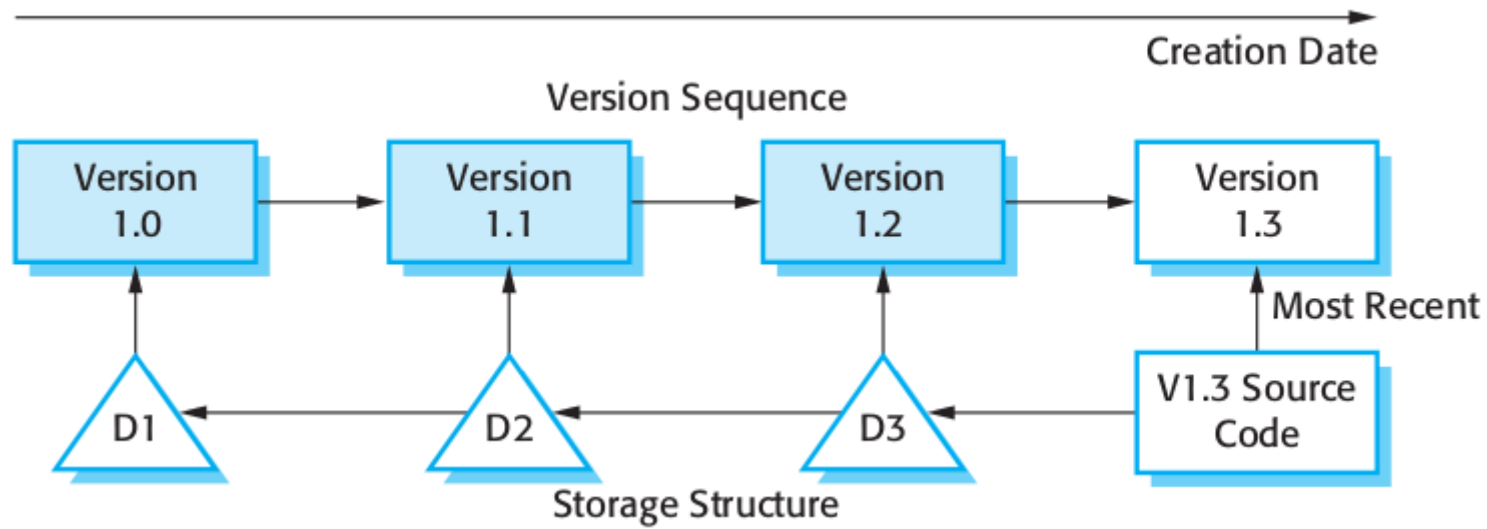 Creation Date
Version Sequence
Version
1.0
Version
1.1
Version
1.2
Version
1.3
Most Recent
D1
D2
D3
V1.3 Source
Code
Storage Structure